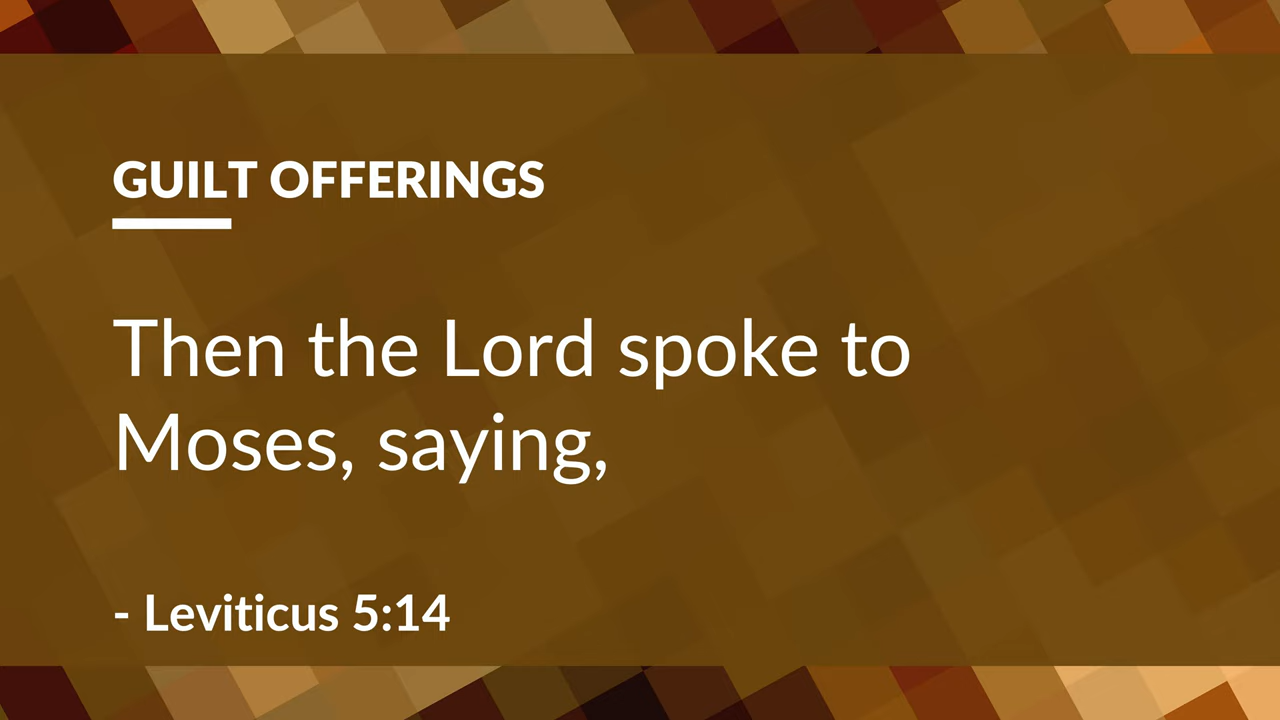 GUILT OFFERINGS
Then the Lord spoke to
Moses, saying,
- Leviticus 5:14